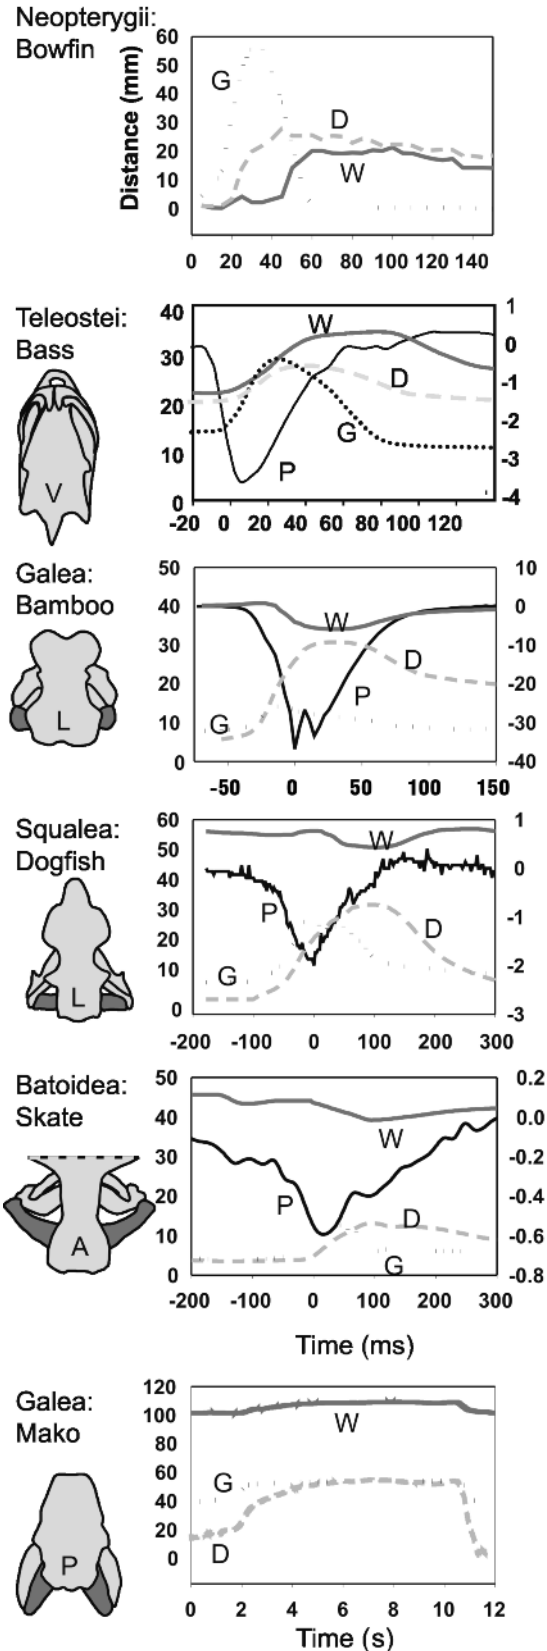 Neopterygii:
Bowfin
Distance (mm)
60
50
40
30
20
10
0
G
D
W
0 20 40 60 80 100 120 140
Teleostei:
Bass
V
40
30
20
10
0
W
D
G
P
1
0
-1
-2
-3
-4
-20 0 20 40 60 80 100 120
Galea:
Bamboo
L
50
40
30
20
10
0
W
D
P
G
10
0
-10
-20
-30
-40
-50 0 50 100 150
Squalea:
Dogfish
L
60
50
40
30
20
10
0
W
P
D
G
1
0
-1
-2
-3
-200 -100 0 100 200 300
Batoidea:
Skate
A
50
40
30
20
10
0
W
P
D
G
0.2
0.0
-0.2
-0.4
-0.6
-0.8
-200 -100 0 100 200 300
Time (ms)
Galea:
Mako
P
120
100
80
60
40
20
0
W
G
D
0 2 4 6 8 10 12
Time (s)